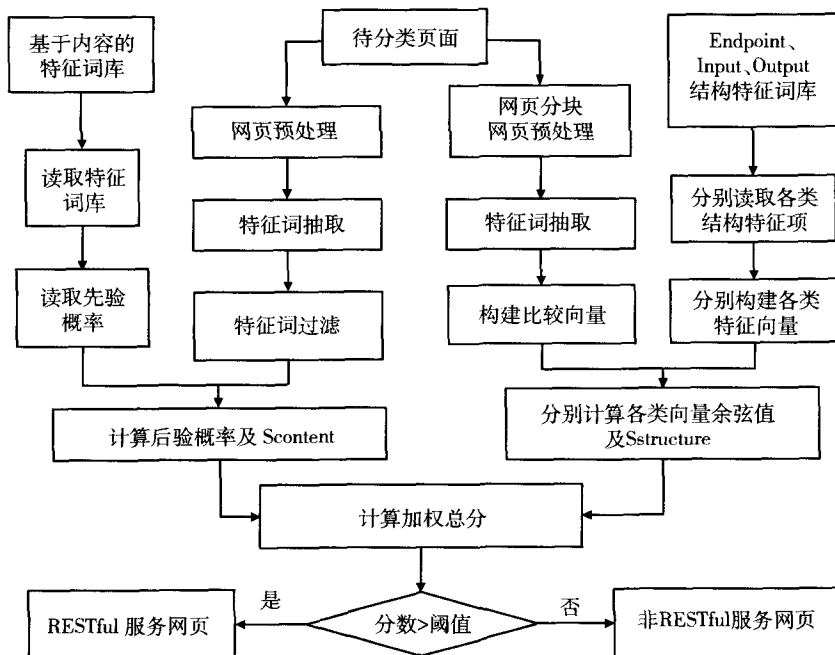 基于内容的
特征词库
待分类页面
Endpoint、
Input、Output
结构特征词库
网页预处理
网页分块
网页预处理
读取特征
词库
特征词抽取
特征词抽取
分别读取各类
结构特征项
读取先验
概率
特征词过滤
构建比较向量
分别构建各类
特征向量
计算后验概率及 Scontent
分别计算各类向量余弦值
及Sstructure
计算加权总分
是
否
RESTful 服务网页
分数>阈值
非RESTful服务网页